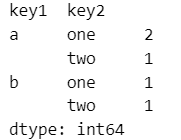 key1  key2
a     one     2
      two     1
b     one     1
      two     1
dtype: int64